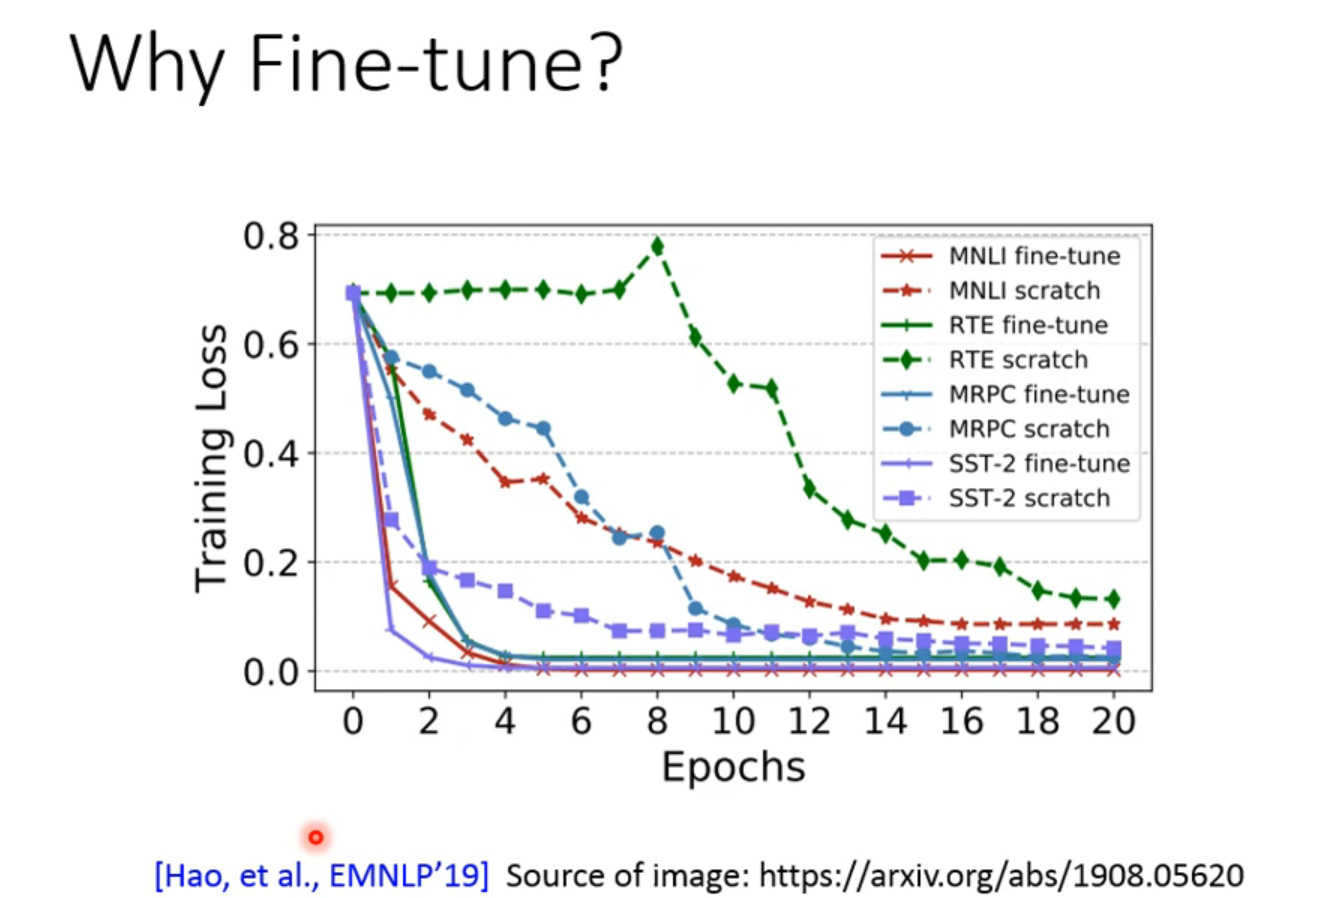 Why Fine-tune?
0.8
0.6
0.4
0.2
0.0
Training Loss
MNLI fine-tune
MNLI scratch
RTE fine-tune
RTE scratch
MRPC fine-tune
MRPC scratch
SST-2 fine-tune
SST-2 scratch
0 2 4 6 8 10 12 14 16 18 20
Epochs
[Hao, et al., EMNLP’19] Source of image: https://arxiv.org/abs/1908.05620